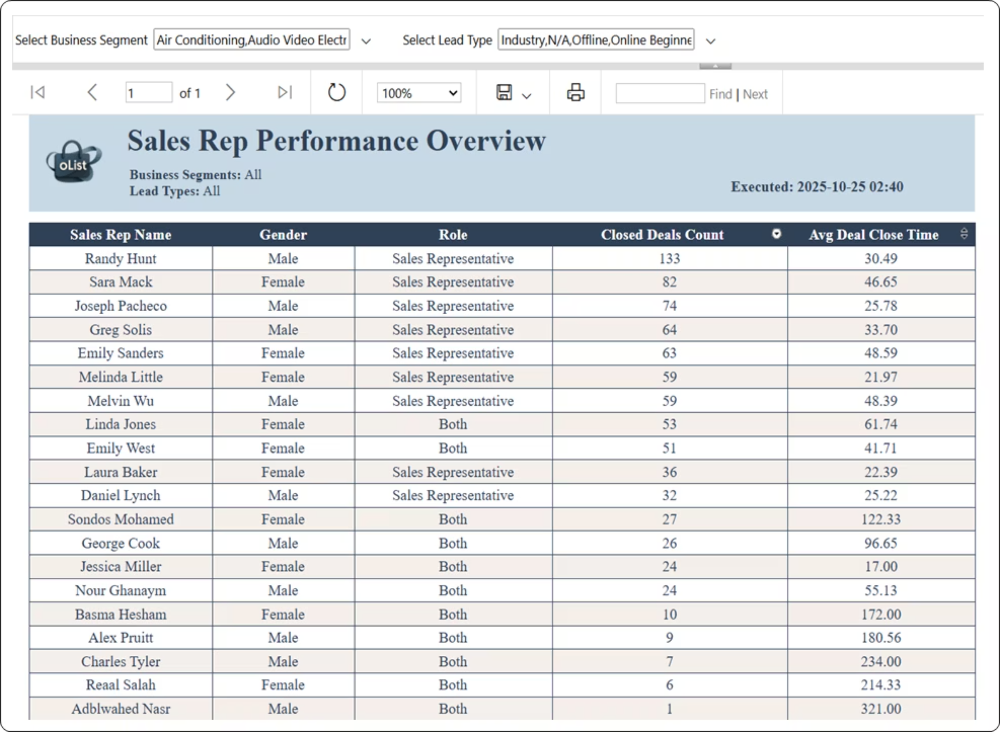 Select Business Segment Air Conditioning,Audio Video Electr Select Lead Type Industry,N/A,Offline,Online Beginne
1 of 1 100% Find | Next
Sales Rep Performance Overview
oList
Business Segments: All
Lead Types: All
Executed: 2025-10-25 02:40
Sales Rep Name Gender Role Closed Deals Count Avg Deal Close Time
Randy Hunt Male Sales Representative 133 30.49
Sara Mack Female Sales Representative 82 46.65
Joseph Pacheco Male Sales Representative 74 25.78
Greg Solis Male Sales Representative 64 33.70
Emily Sanders Female Sales Representative 63 48.59
Melinda Little Female Sales Representative 59 21.97
Melvin Wu Male Sales Representative 59 48.39
Linda Jones Female Both 53 61.74
Emily West Female Both 51 41.71
Laura Baker Female Sales Representative 36 22.39
Daniel Lynch Male Sales Representative 32 25.22
Sondos Mohamed Female Both 27 122.33
George Cook Male Both 26 96.65
Jessica Miller Female Both 24 17.00
Nour Ghanaym Male Both 24 55.13
Basma Hesham Female Both 10 172.00
Alex Pruitt Male Both 9 180.56
Charles Tyler Male Both 7 234.00
Reaal Salah Female Both 6 214.33
Adblwahed Nasr Male Both 1 321.00